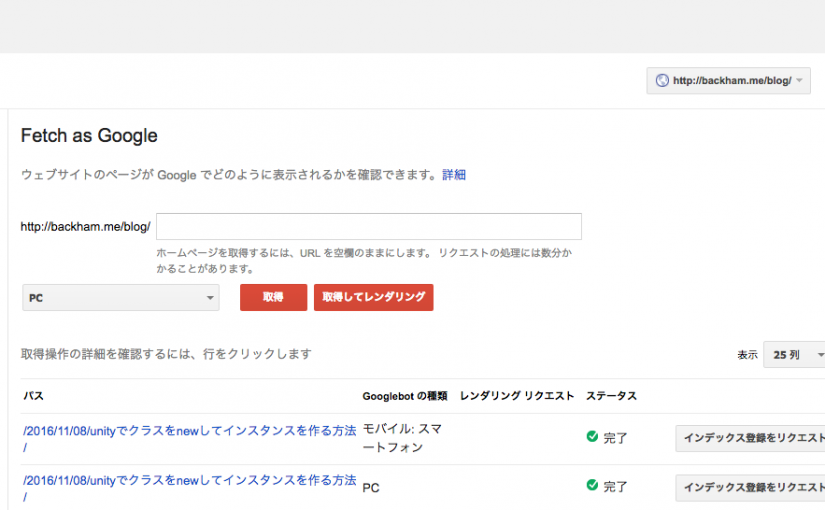 http://backham.me/blog/
Fetch as Google
ウェブサイトのページが Google でどのように表示されるかを確認できます。詳細
http://backham.me/blog/
ホームページを取得するには、URL を空欄のままにします。 リクエストの処理には数分か
かることがあります。
PC 取得 取得してレンダリング
取得操作の詳細を確認するには、行をクリックします 表示 25 列
パス Googlebot の種類 レンダリング リクエスト ステータス
/2016/11/08/unityでクラスをnewしてインスタンスを作る方法 モバイル: スマ
/ ートフォン 完了 インデックス登録をリクエスト
/2016/11/08/unityでクラスをnewしてインスタンスを作る方法
/ PC 完了 インデックス登録をリクエスト